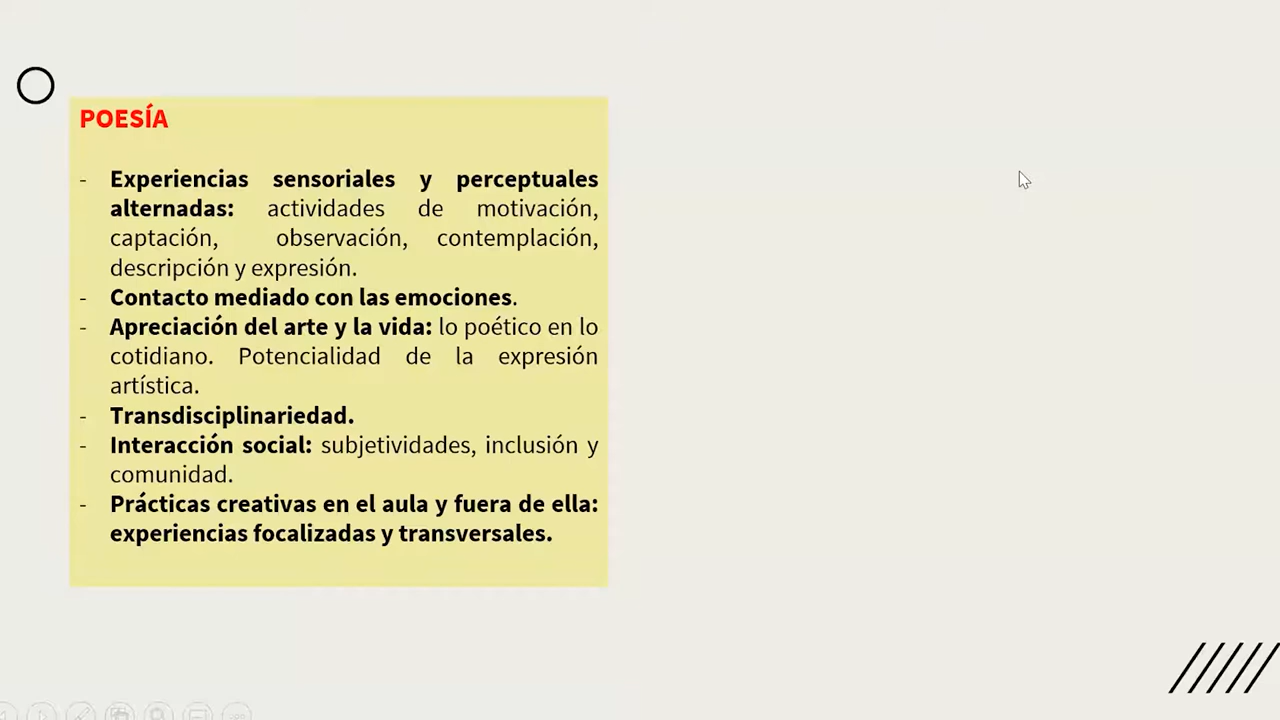 POESÍA
- Experiencias sensoriales y perceptuales
alternadas: actividades de motivación,
captación, observación, contemplación,
descripción y expresión.
- Contacto mediado con las emociones.
- Apreciación del arte y la vida: lo poético en lo
cotidiano. Potencialidad de la expresión
artística.
- Transdisciplinariedad.
- Interacción social: subjetividades, inclusión y
comunidad.
- Prácticas creativas en el aula y fuera de ella:
experiencias focalizadas y transversales.